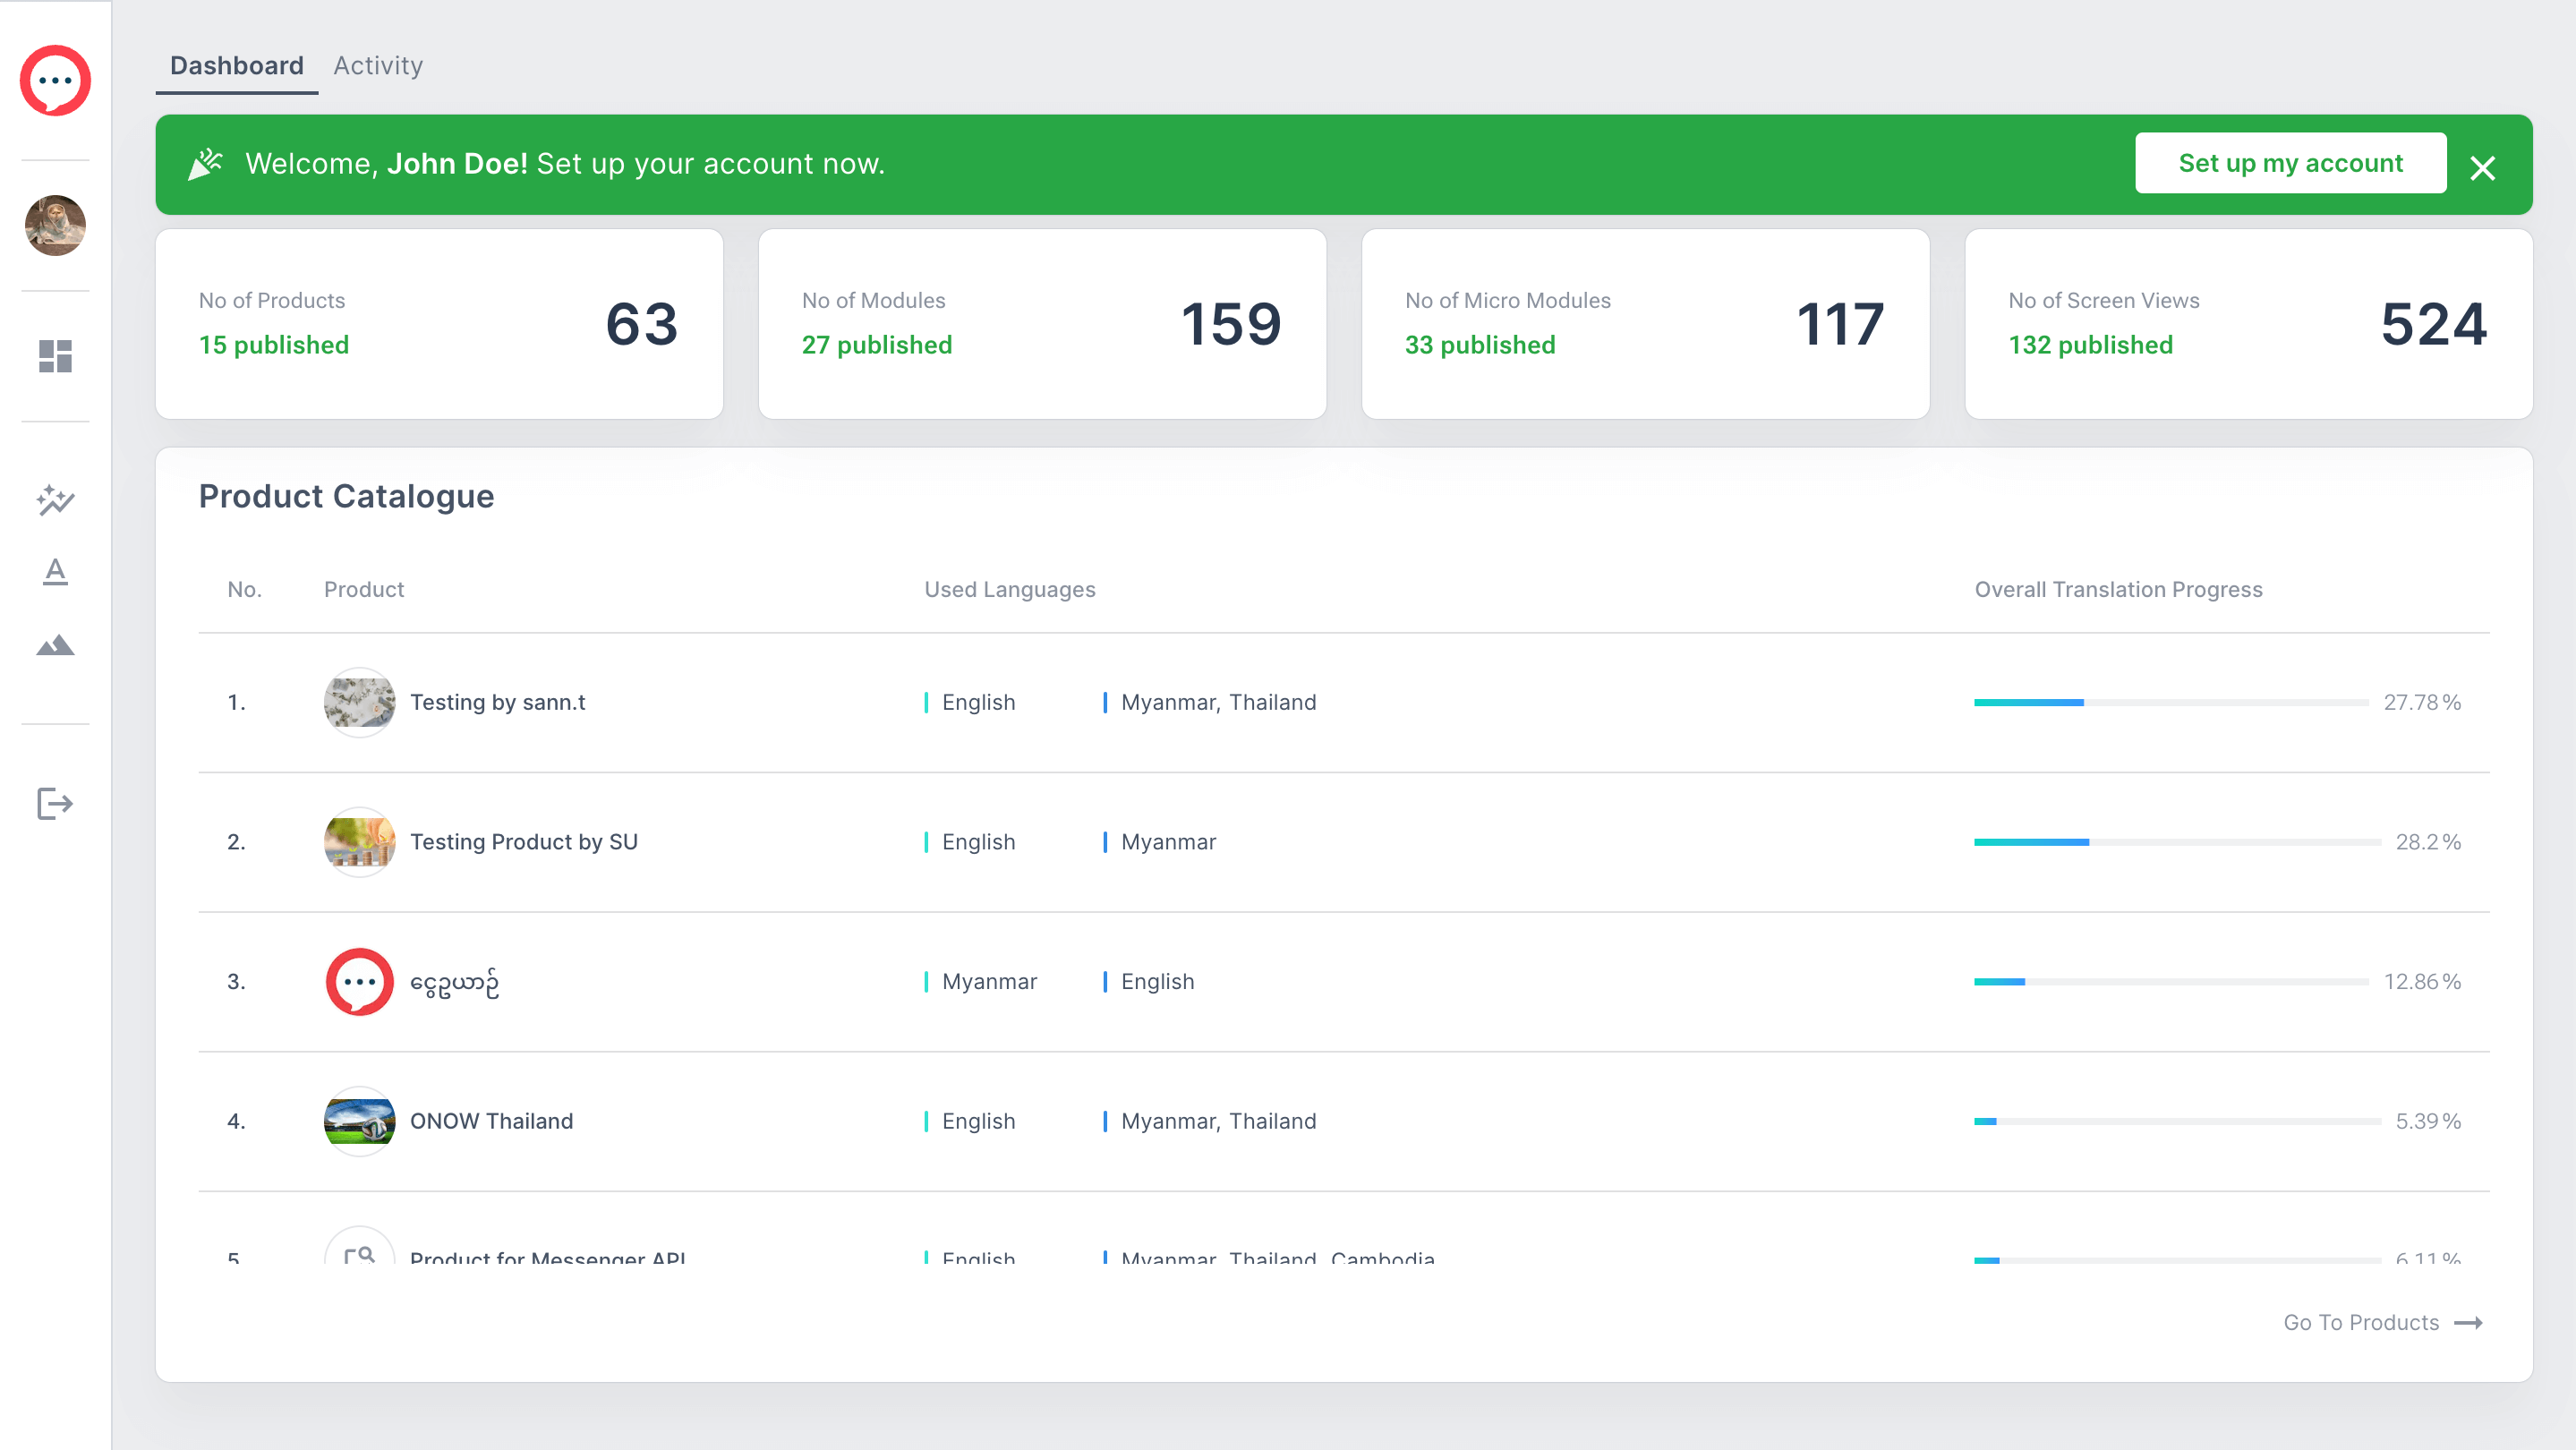 Dashboard Activity
Welcome, John Doe! Set up your account now. Set up my account
No of Products
15 published
63
No of Modules
27 published
159
No of Micro Modules
33 published
117
No of Screen Views
132 published
524
Product Catalogue
No. Product Used Languages Overall Translation Progress
1. Testing by sann.t English Myanmar, Thailand 27.78 %
2. Testing Product by SU English Myanmar 28.2 %
3. ငွေဥယာဉ် Myanmar English 12.86 %
4. ONOW Thailand English Myanmar, Thailand 5.39 %
5 Product for Messenger API English Myanmar, Thailand, Cambodia 6.11 %
Go To Products